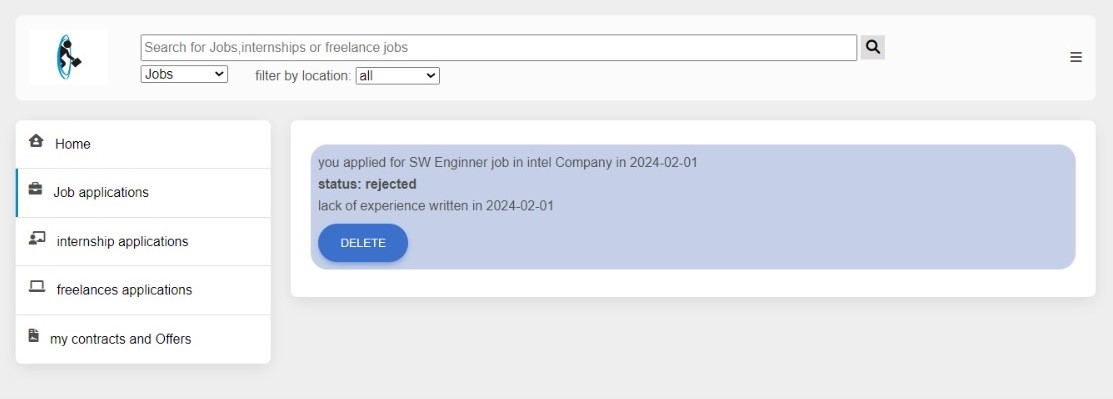 Search for Jobs,internships or freelance jobs
Jobs
filter by location: all
Home
Job applications
internship applications
freelances applications
my contracts and Offers
you applied for SW Enginner job in intel Company in 2024-02-01
status: rejected
lack of experience written in 2024-02-01
DELETE